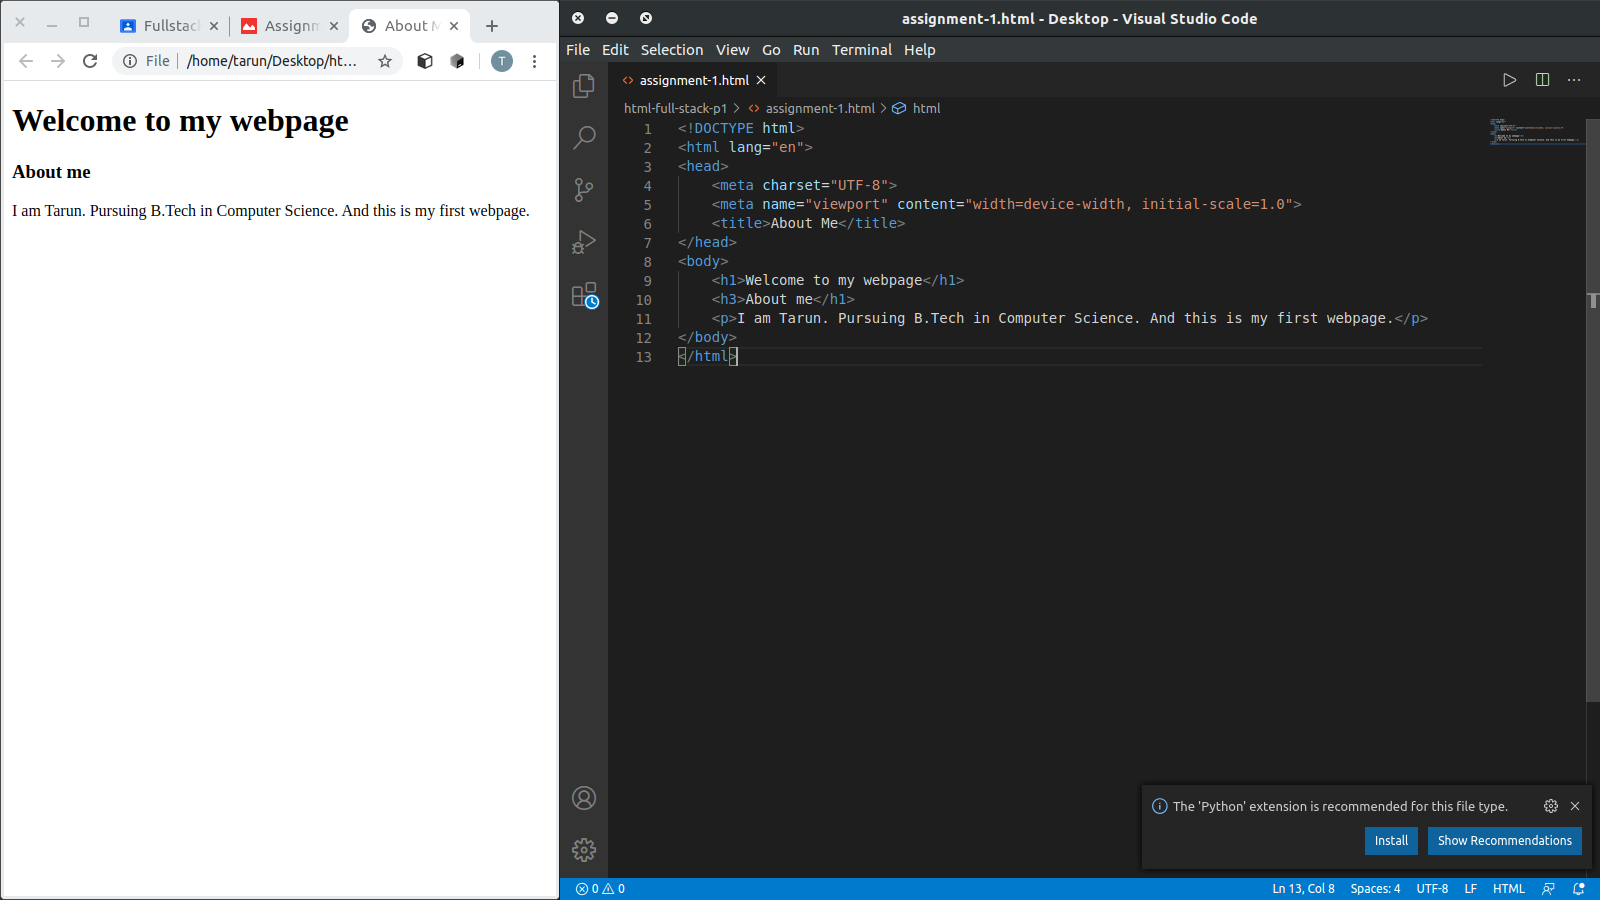 Fullstac
Assignm
About M
File
/home/tarun/Desktop/ht...
T
Welcome to my webpage
About me
I am Tarun. Pursuing B.Tech in Computer Science. And this is my first webpage.
assignment-1.html - Desktop - Visual Studio Code
File Edit Selection View Go Run Terminal Help
assignment-1.html
html-full-stack-p1 > assignment-1.html > html
1 <!DOCTYPE html>
2 <html lang="en">
3 <head>
4 <meta charset="UTF-8">
5 <meta name="viewport" content="width=device-width, initial-scale=1.0">
6 <title>About Me</title>
7 </head>
8 <body>
9 <h1>Welcome to my webpage</h1>
10 <h3>About me</h1>
11 <p>I am Tarun. Pursuing B.Tech in Computer Science. And this is my first webpage.</p>
12 </body>
13 </html>
The 'Python' extension is recommended for this file type.
Install
Show Recommendations
0 0
Ln 13, Col 8 Spaces: 4 UTF-8 LF HTML